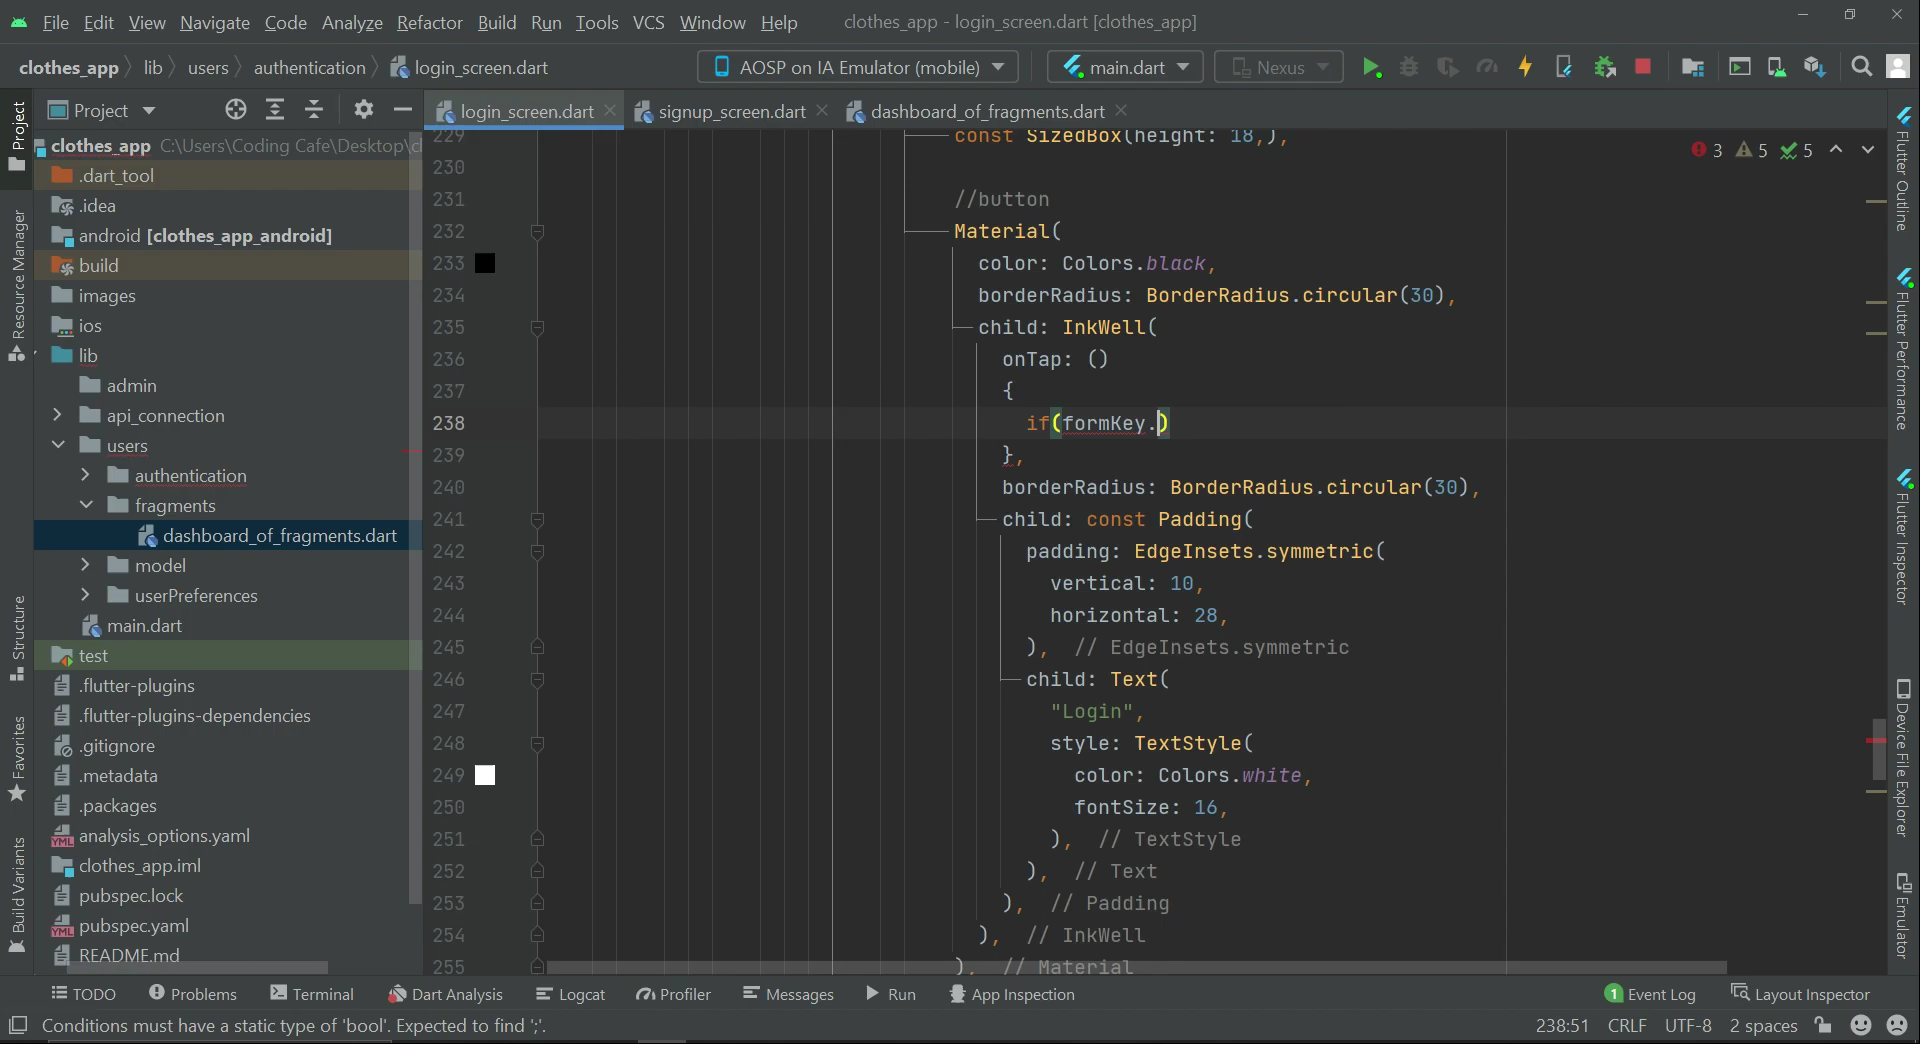 File Edit View Navigate Code Analyze Refactor Build Run Tools VCS Window Help clothes_app - login_screen.dart [clothes_app]
clothes_app lib users authentication login_screen.dart AOSP on IA Emulator (mobile) main.dart Nexus
Project login_screen.dart signup_screen.dart dashboard_of_fragments.dart
Project
Resource Manager
Structure
Favorites
Build Variants
clothes_app C:\Users\Coding Cafe\Desktop\cl
.dart_tool
.idea
android [clothes_app_android]
build
images
ios
lib
admin
api_connection
users
authentication
fragments
dashboard_of_fragments.dart
model
userPreferences
main.dart
test
.flutter-plugins
.flutter-plugins-dependencies
.gitignore
.metadata
.packages
analysis_options.yaml
clothes_app.iml
pubspec.lock
pubspec.yaml
README.md
3 5 5
229 const SizedBox(height: 18,),
230
231 //button
232 Material(
233 color: Colors.black,
234 borderRadius: BorderRadius.circular(30),
235 child: InkWell(
236 onTap: ()
237 {
238 if(formKey.)
239 },
240 borderRadius: BorderRadius.circular(30),
241 child: const Padding(
242 padding: EdgeInsets.symmetric(
243 vertical: 10,
244 horizontal: 28,
245 ), // EdgeInsets.symmetric
246 child: Text(
247 "Login",
248 style: TextStyle(
249 color: Colors.white,
250 fontSize: 16,
251 ), // TextStyle
252 ), // Text
253 ), // Padding
254 ), // InkWell
255 ), // Material
Flutter Outline
Flutter Performance
Flutter Inspector
Device File Explorer
Emulator
TODO Problems Terminal Dart Analysis Logcat Profiler Messages Run App Inspection 1 Event Log Layout Inspector
Conditions must have a static type of 'bool'. Expected to find ';'. 238:51 CRLF UTF-8 2 spaces